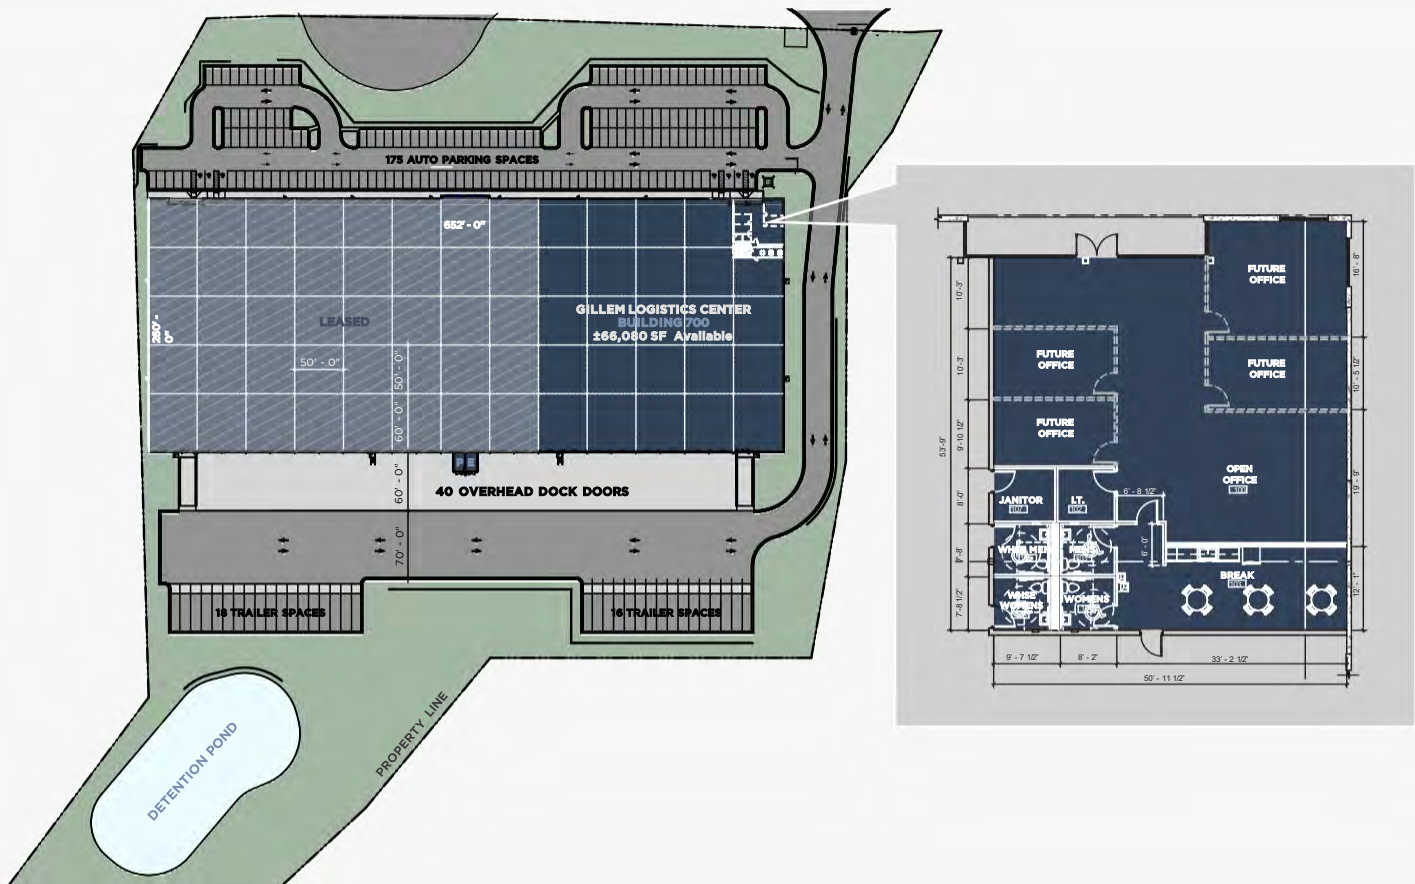 175 AUTO PARKING SPACES
652' - 0"
260' - 0"
LEASED
50' - 0"
GILLEM LOGISTICS CENTER
BUILDING 700
±66,080 SF Available
50' - 0"
60' - 0"
60' - 0"
70' - 0"
40 OVERHEAD DOCK DOORS
18 TRAILER SPACES
16 TRAILER SPACES
DETENTION POND
PROPERTY LINE
FUTURE
OFFICE
FUTURE
OFFICE
FUTURE
OFFICE
FUTURE
OFFICE
OPEN
OFFICE
100
JANITOR
107
I.T.
102
WHSE MENS
MENS
WHSE
WOMENS
WOMENS
BREAK
103
53'-9"
10'-3"
10'-3"
9'-10 1/2"
8'-0"
7'-8 1/2"
6' - 8 1/2"
6' - 0"
16' - 8"
10' - 5 1/2"
19' - 9"
12' - 1"
9' - 7 1/2"
8' - 2"
33' - 2 1/2"
50' - 11 1/2"